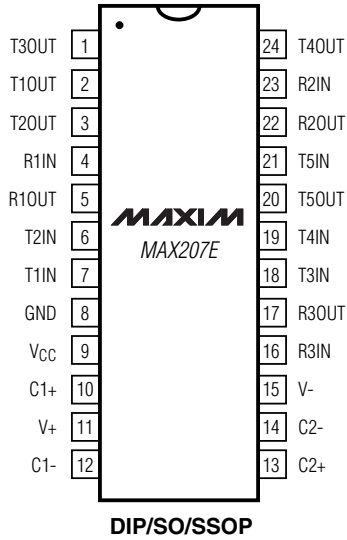 T3OUT 1 24 T4OUT
T1OUT 2 23 R2IN
T2OUT 3 22 R2OUT
R1IN 4 21 T5IN
R1OUT 5 20 T5OUT
MAXIM
T2IN 6 MAX207E 19 T4IN
T1IN 7 18 T3IN
GND 8 17 R3OUT
VCC 9 16 R3IN
C1+ 10 15 V-
V+ 11 14 C2-
C1- 12 13 C2+
DIP/SO/SSOP